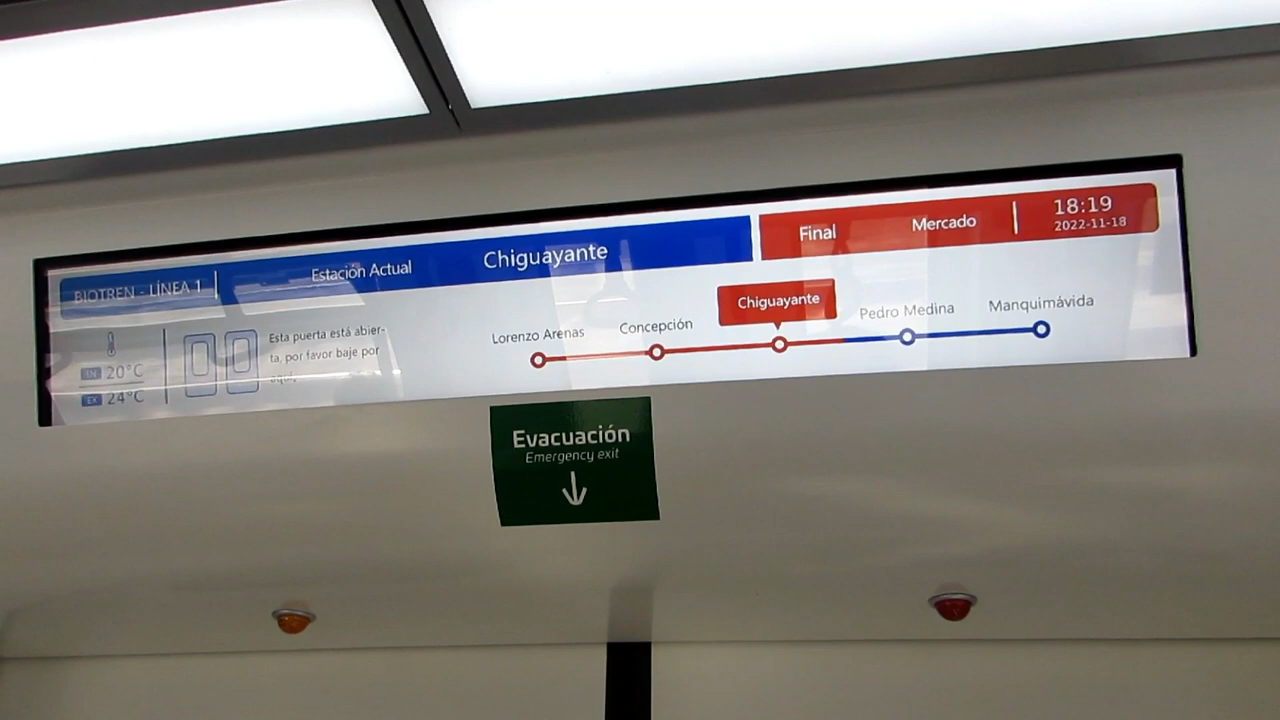 BIOTREN - LÍNEA 1
Estación Actual
Chiguayante
Final
Mercado
18:19
2022-11-18
IN 20°C
EX 24°C
Esta puerta está abier-
ta, por favor baje por
aquí.
Lorenzo Arenas
Concepción
Chiguayante
Pedro Medina
Manquimávida
Evacuación
Emergency exit